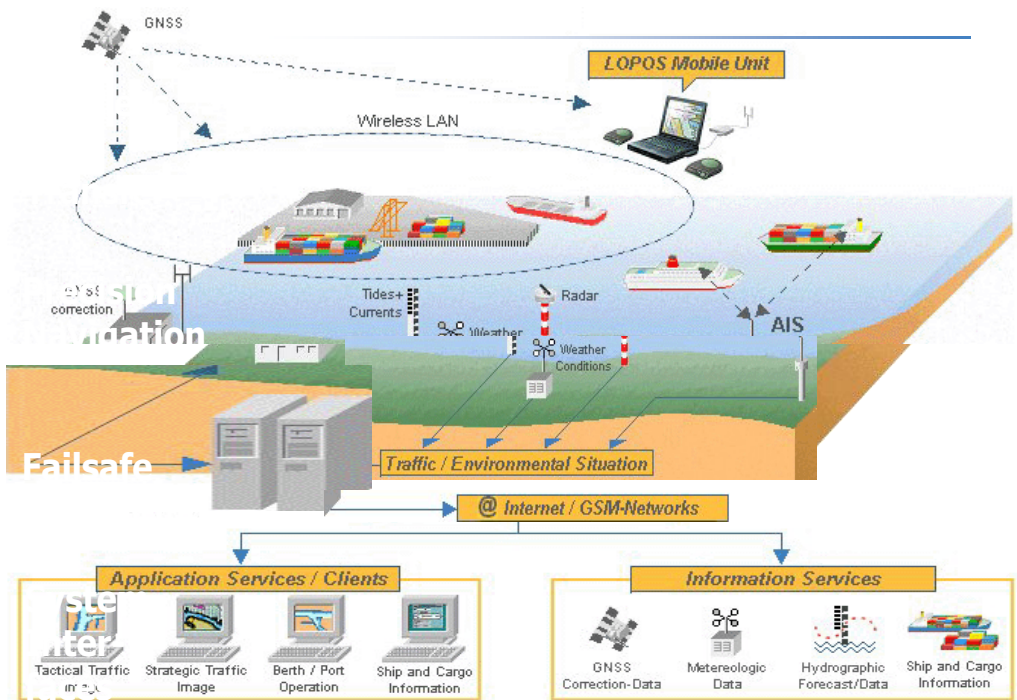 GNSS
LOPOS Mobile Unit
Wireless LAN
correction
Navigation
Tides+
Currents
Radar
Weather
AIS
Weather
Conditions
Failsafe
Traffic / Environmental Situation
@ Internet / GSM-Networks
Application Services / Clients
Tactical Traffic
Strategic Traffic
Image
Berth / Port
Operation
Ship and Cargo
Information
Information Services
GNSS
Correction-Data
Metereologic
Data
Hydrographic
Forecast/Data
Ship and Cargo
Information